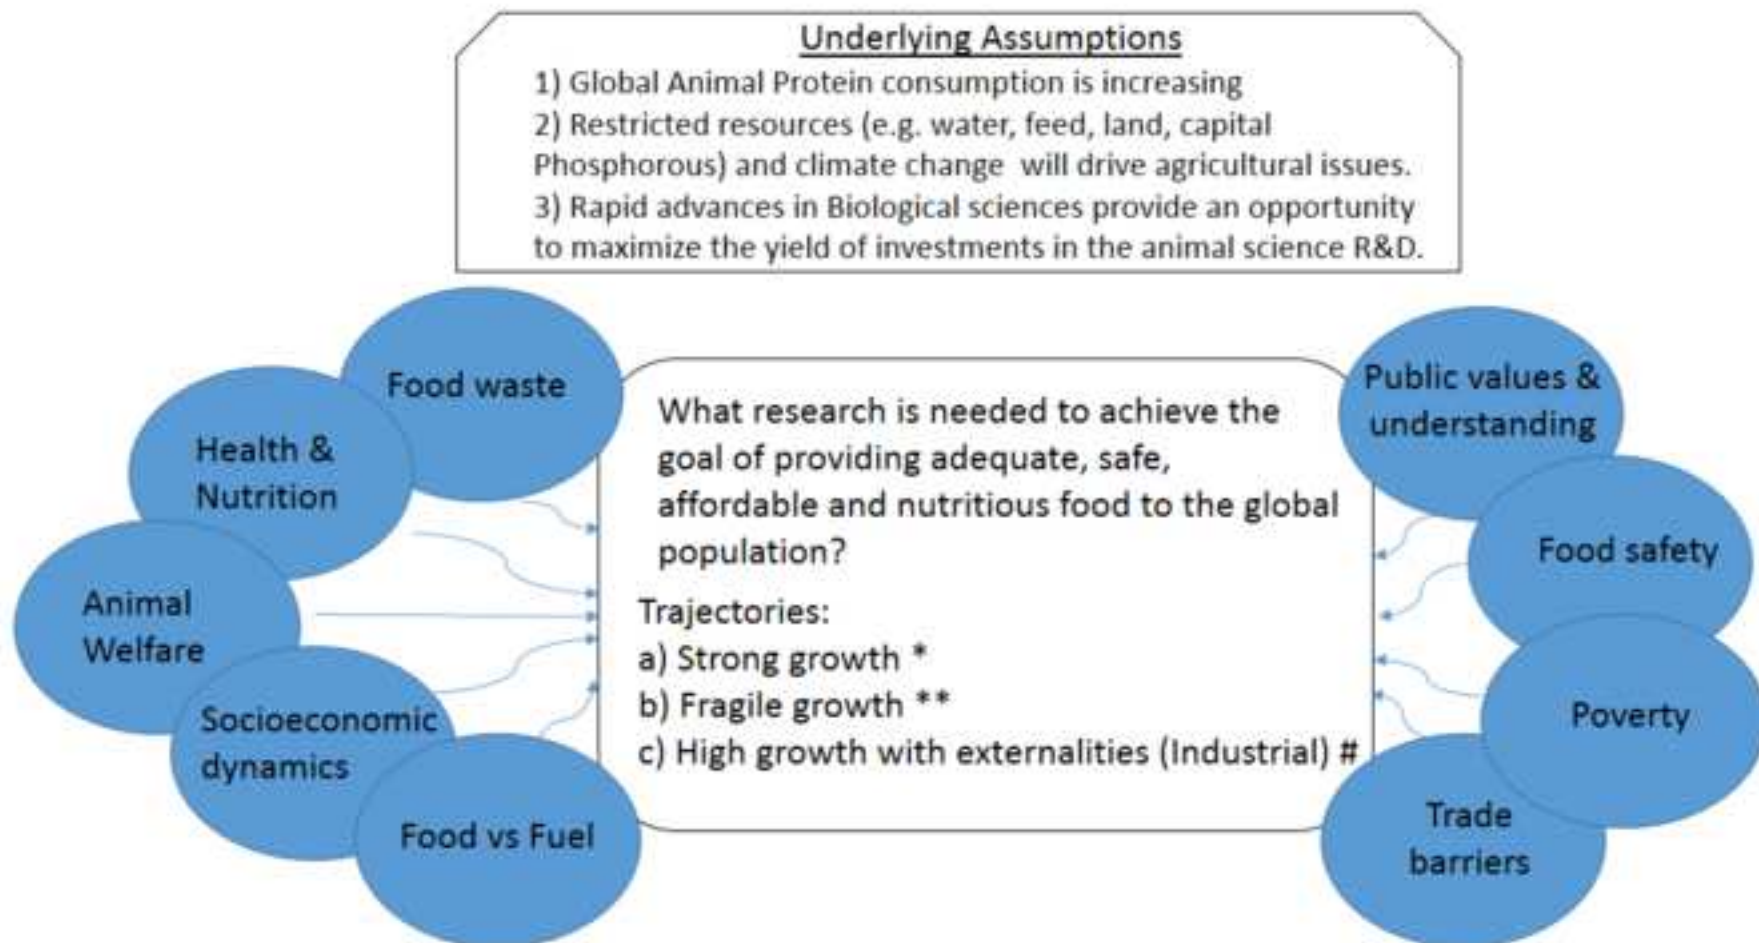 Underlying Assumptions
1) Global Animal Protein consumption is increasing
2) Restricted resources (e.g. water, feed, land, capital
Phosphorous) and climate change will drive agricultural issues.
3) Rapid advances in Biological sciences provide an opportunity
to maximize the yield of investments in the animal science R&D.
Food waste
Health &
Nutrition
Animal
Welfare
Socioeconomic
dynamics
Food vs Fuel
What research is needed to achieve the
goal of providing adequate, safe,
affordable and nutritious food to the global
population?
Trajectories:
a) Strong growth *
b) Fragile growth **
c) High growth with externalities (Industrial) #
Public values &
understanding
Food safety
Poverty
Trade
barriers